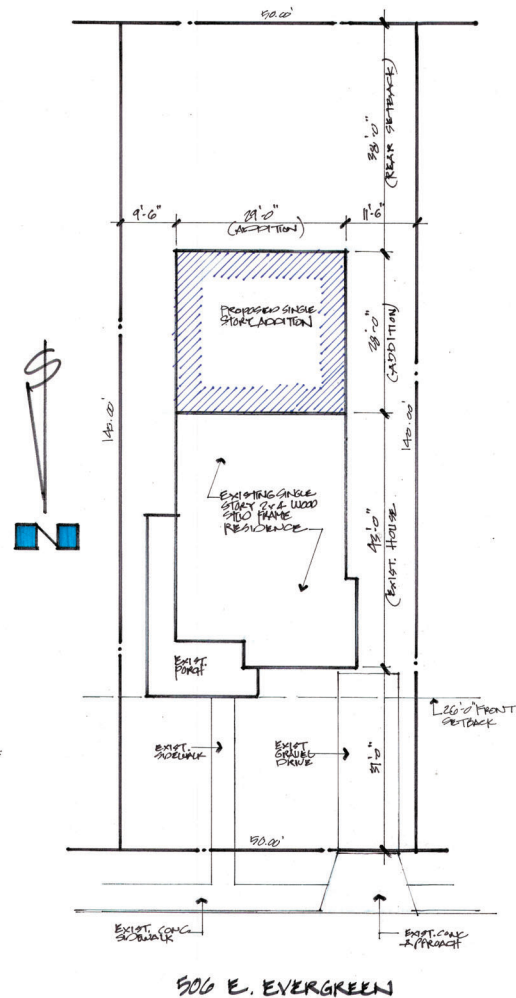 50.00'
38'-0"
(REAR SETBACK)
9'-6"
29'-0"
11'-6"
(ADDITION)
PROPOSED SINGLE
STORY ADDITION
28'-0"
(ADDITION)
S
140.00'
140.00'
EXISTING SINGLE
STORY 2x4 WOOD
STUD FRAME
RESIDENCE
43'-0"
(EXIST. HOUSE)
N
EXIST.
PORCH
26'-0" FRONT
SETBACK
EXIST.
SIDEWALK
EXIST
GRAVEL
DRIVE
31'-0"
50.00'
EXIST. CONC.
SIDEWALK
EXIST. CONC
APPROACH
506 E. EVERGREEN